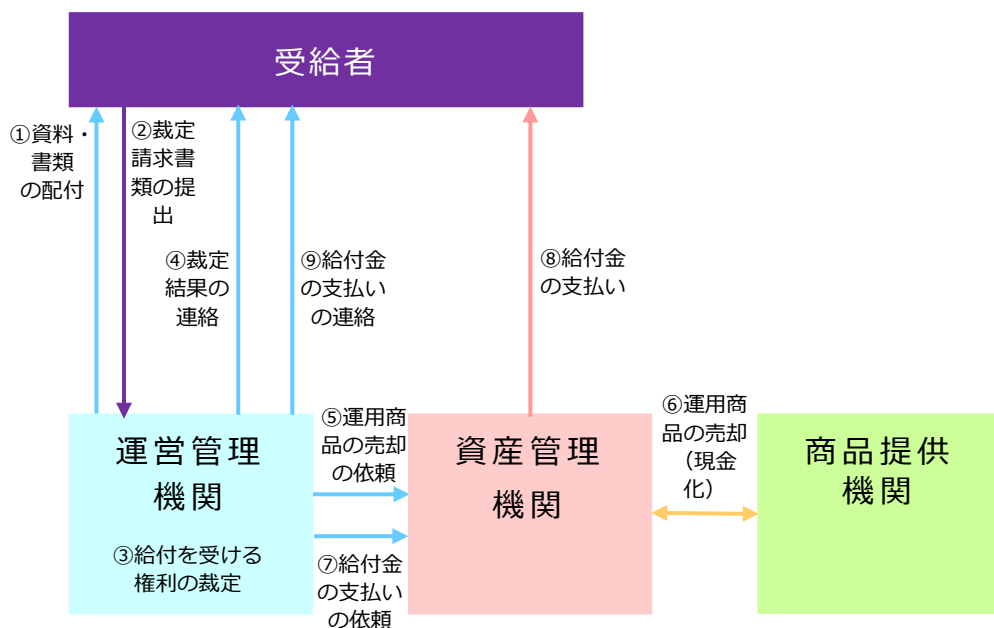 受給者
①資料・
書類
の配付
②裁定
請求書
類の提
出
④裁定
結果の
連絡
⑨給付金
の支払い
の連絡
⑧給付金
の支払い
運営管理
機関
③給付を受ける
権利の裁定
⑤運用商
品の売却
の依頼
⑦給付金
の支払い
の依頼
資産管理
機関
⑥運用商
品の売却
（現金
化）
商品提供
機関